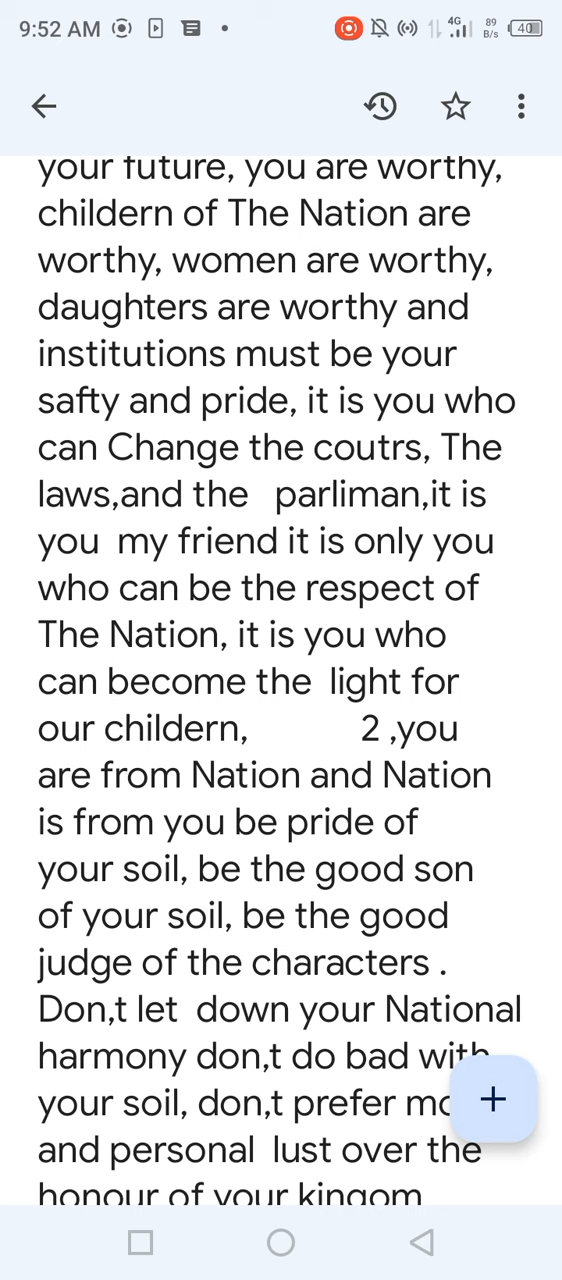 9:52 AM
4G 89 B/s 40
your future, you are worthy,
childern of The Nation are
worthy, women are worthy,
daughters are worthy and
institutions must be your
safty and pride, it is you who
can Change the coutrs, The
laws,and the parliman,it is
you my friend it is only you
who can be the respect of
The Nation, it is you who
can become the light for
our childern, 2 ,you
are from Nation and Nation
is from you be pride of
your soil, be the good son
of your soil, be the good
judge of the characters .
Don,t let down your National
harmony don,t do bad with
your soil, don,t prefer
and personal lust over the
honour of your kingom